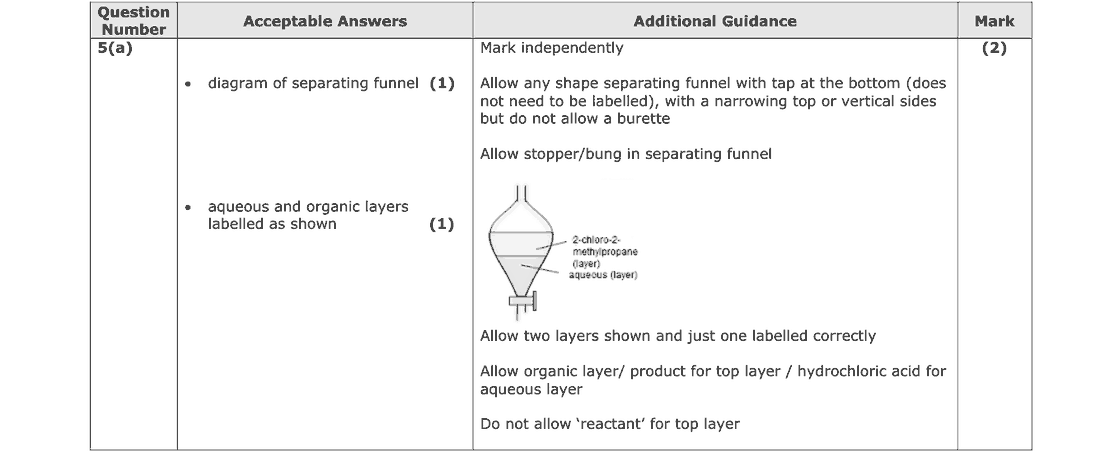 Question Number
Acceptable Answers
Additional Guidance
Mark
5(a)
Mark independently
(2)
• diagram of separating funnel (1)
Allow any shape separating funnel with tap at the bottom (does
not need to be labelled), with a narrowing top or vertical sides
but do not allow a burette
Allow stopper/bung in separating funnel
• aqueous and organic layers
labelled as shown (1)
2-chloro-2-
methylpropane
(layer)
aqueous (layer)
Allow two layers shown and just one labelled correctly
Allow organic layer/ product for top layer / hydrochloric acid for
aqueous layer
Do not allow ‘reactant’ for top layer